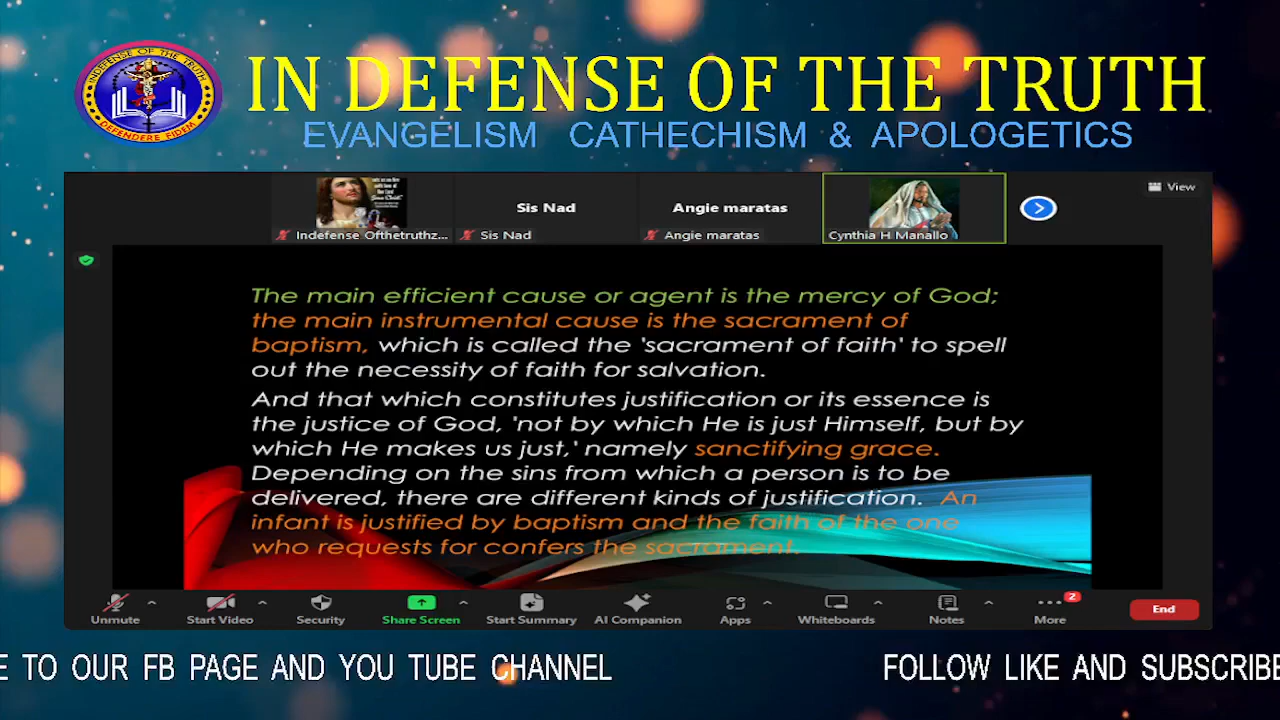 INDEFENSE OF THE TRUTH
DEFENDERE FIDEM
IN DEFENSE OF THE TRUTH
EVANGELISM CATHECHISM & APOLOGETICS
View
Sis Nad
Angie maratas
Indefense Ofthetruthz...
Sis Nad
Angie maratas
Cynthia H Manallo
The main efficient cause or agent is the mercy of God;
the main instrumental cause is the sacrament of
baptism, which is called the 'sacrament of faith' to spell
out the necessity of faith for salvation.
And that which constitutes justification or its essence is
the justice of God, 'not by which He is just Himself, but by
which He makes us just,' namely sanctifying grace.
Depending on the sins from which a person is to be
delivered, there are different kinds of justification. An
infant is justified by baptism and the faith of the one
who requests for confers the sacrament.
2
Unmute
Start Video
Security
Share Screen
Start Summary
AI Companion
Apps
Whiteboards
Notes
More
End
E TO OUR FB PAGE AND YOU TUBE CHANNEL
FOLLOW LIKE AND SUBSCRIBE